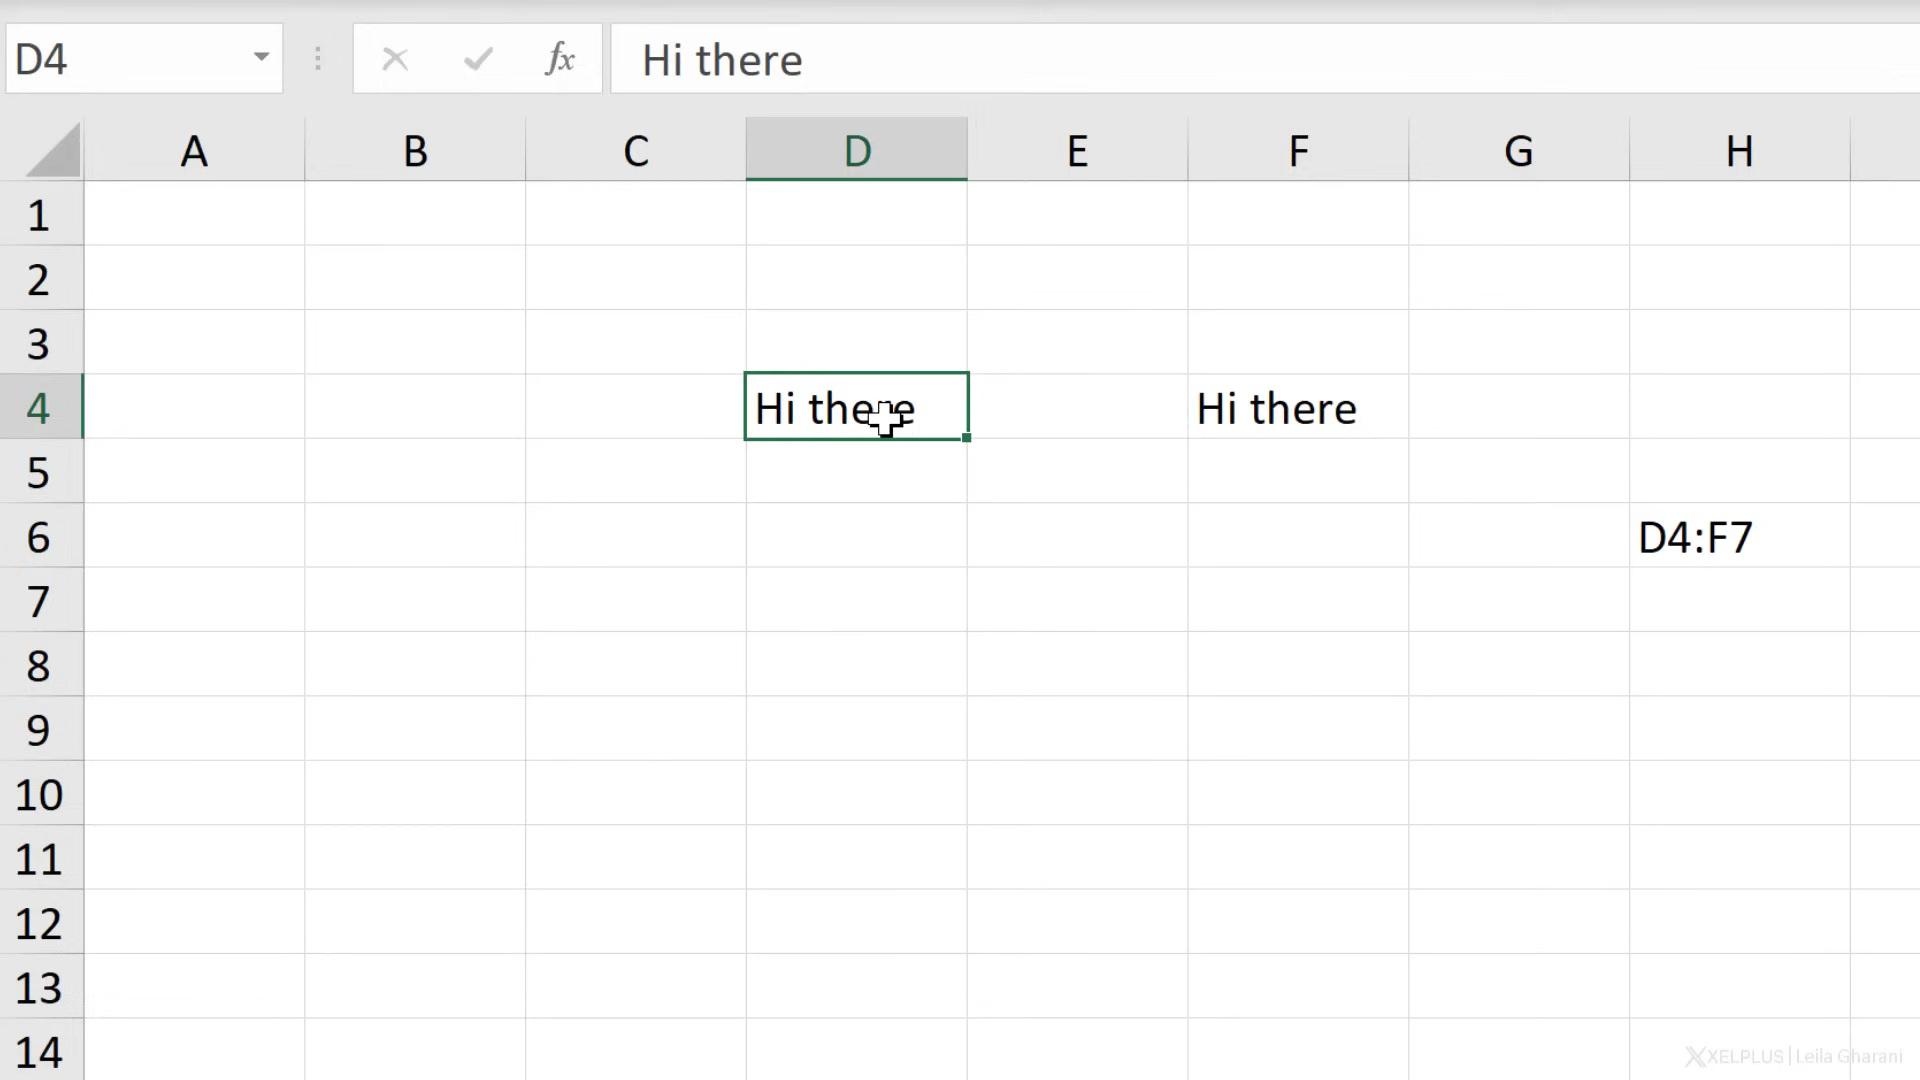 D4 fx Hi there
A B C D E F G H
1
2
3
4 Hi there Hi there
5
6 D4:F7
7
8
9
10
11
12
13
14
XELPLUS | Leila Gharani